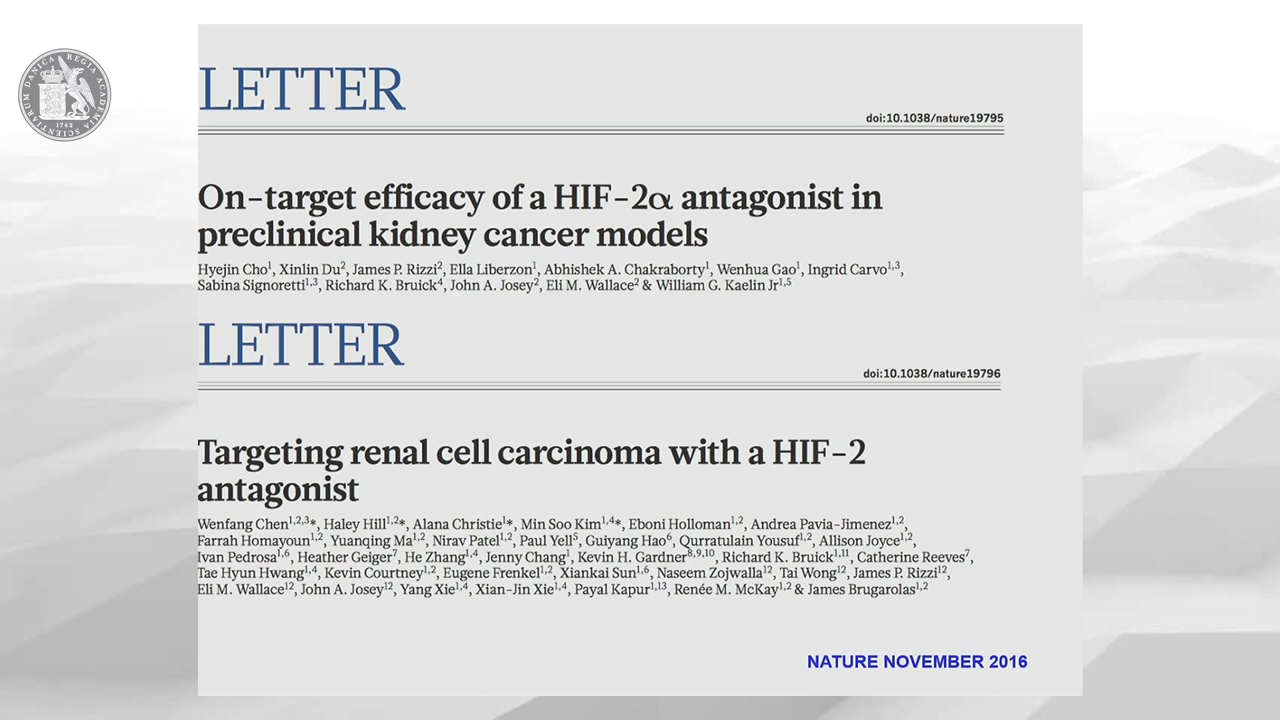 REGIA ACADEMIA SCIENTIARUM DANICA
1742
LETTER
doi:10.1038/nature19795
On-target efficacy of a HIF-2α antagonist in
preclinical kidney cancer models
Hyejin Cho¹, Xinlin Du², James P. Rizzi², Ella Liberzon¹, Abhishek A. Chakraborty¹, Wenhua Gao¹, Ingrid Carvo¹,³,
Sabina Signoretti¹,³, Richard K. Bruick⁴, John A. Josey², Eli M. Wallace² & William G. Kaelin Jr¹,⁵
LETTER
doi:10.1038/nature19796
Targeting renal cell carcinoma with a HIF-2
antagonist
Wenfang Chen¹,²,³*, Haley Hill¹,²*, Alana Christie¹*, Min Soo Kim¹,⁴*, Eboni Holloman¹,², Andrea Pavia-Jimenez¹,²,
Farrah Homayoun¹,², Yuanqing Ma¹,², Nirav Patel¹,², Paul Yell⁵, Guiyang Hao⁶, Qurratulain Yousuf¹,², Allison Joyce¹,²,
Ivan Pedrosa¹,⁶, Heather Geiger⁷, He Zhang¹,⁴, Jenny Chang¹, Kevin H. Gardner⁸,⁹,¹⁰, Richard K. Bruick¹,¹¹, Catherine Reeves⁷,
Tae Hyun Hwang¹,⁴, Kevin Courtney¹,², Eugene Frenkel¹,², Xiankai Sun¹,⁶, Naseem Zojwalla¹², Tai Wong¹², James P. Rizzi¹²,
Eli M. Wallace¹², John A. Josey¹², Yang Xie¹,⁴, Xian-Jin Xie¹,⁴, Payal Kapur¹,¹³, Renée M. McKay¹,² & James Brugarolas¹,²
NATURE NOVEMBER 2016